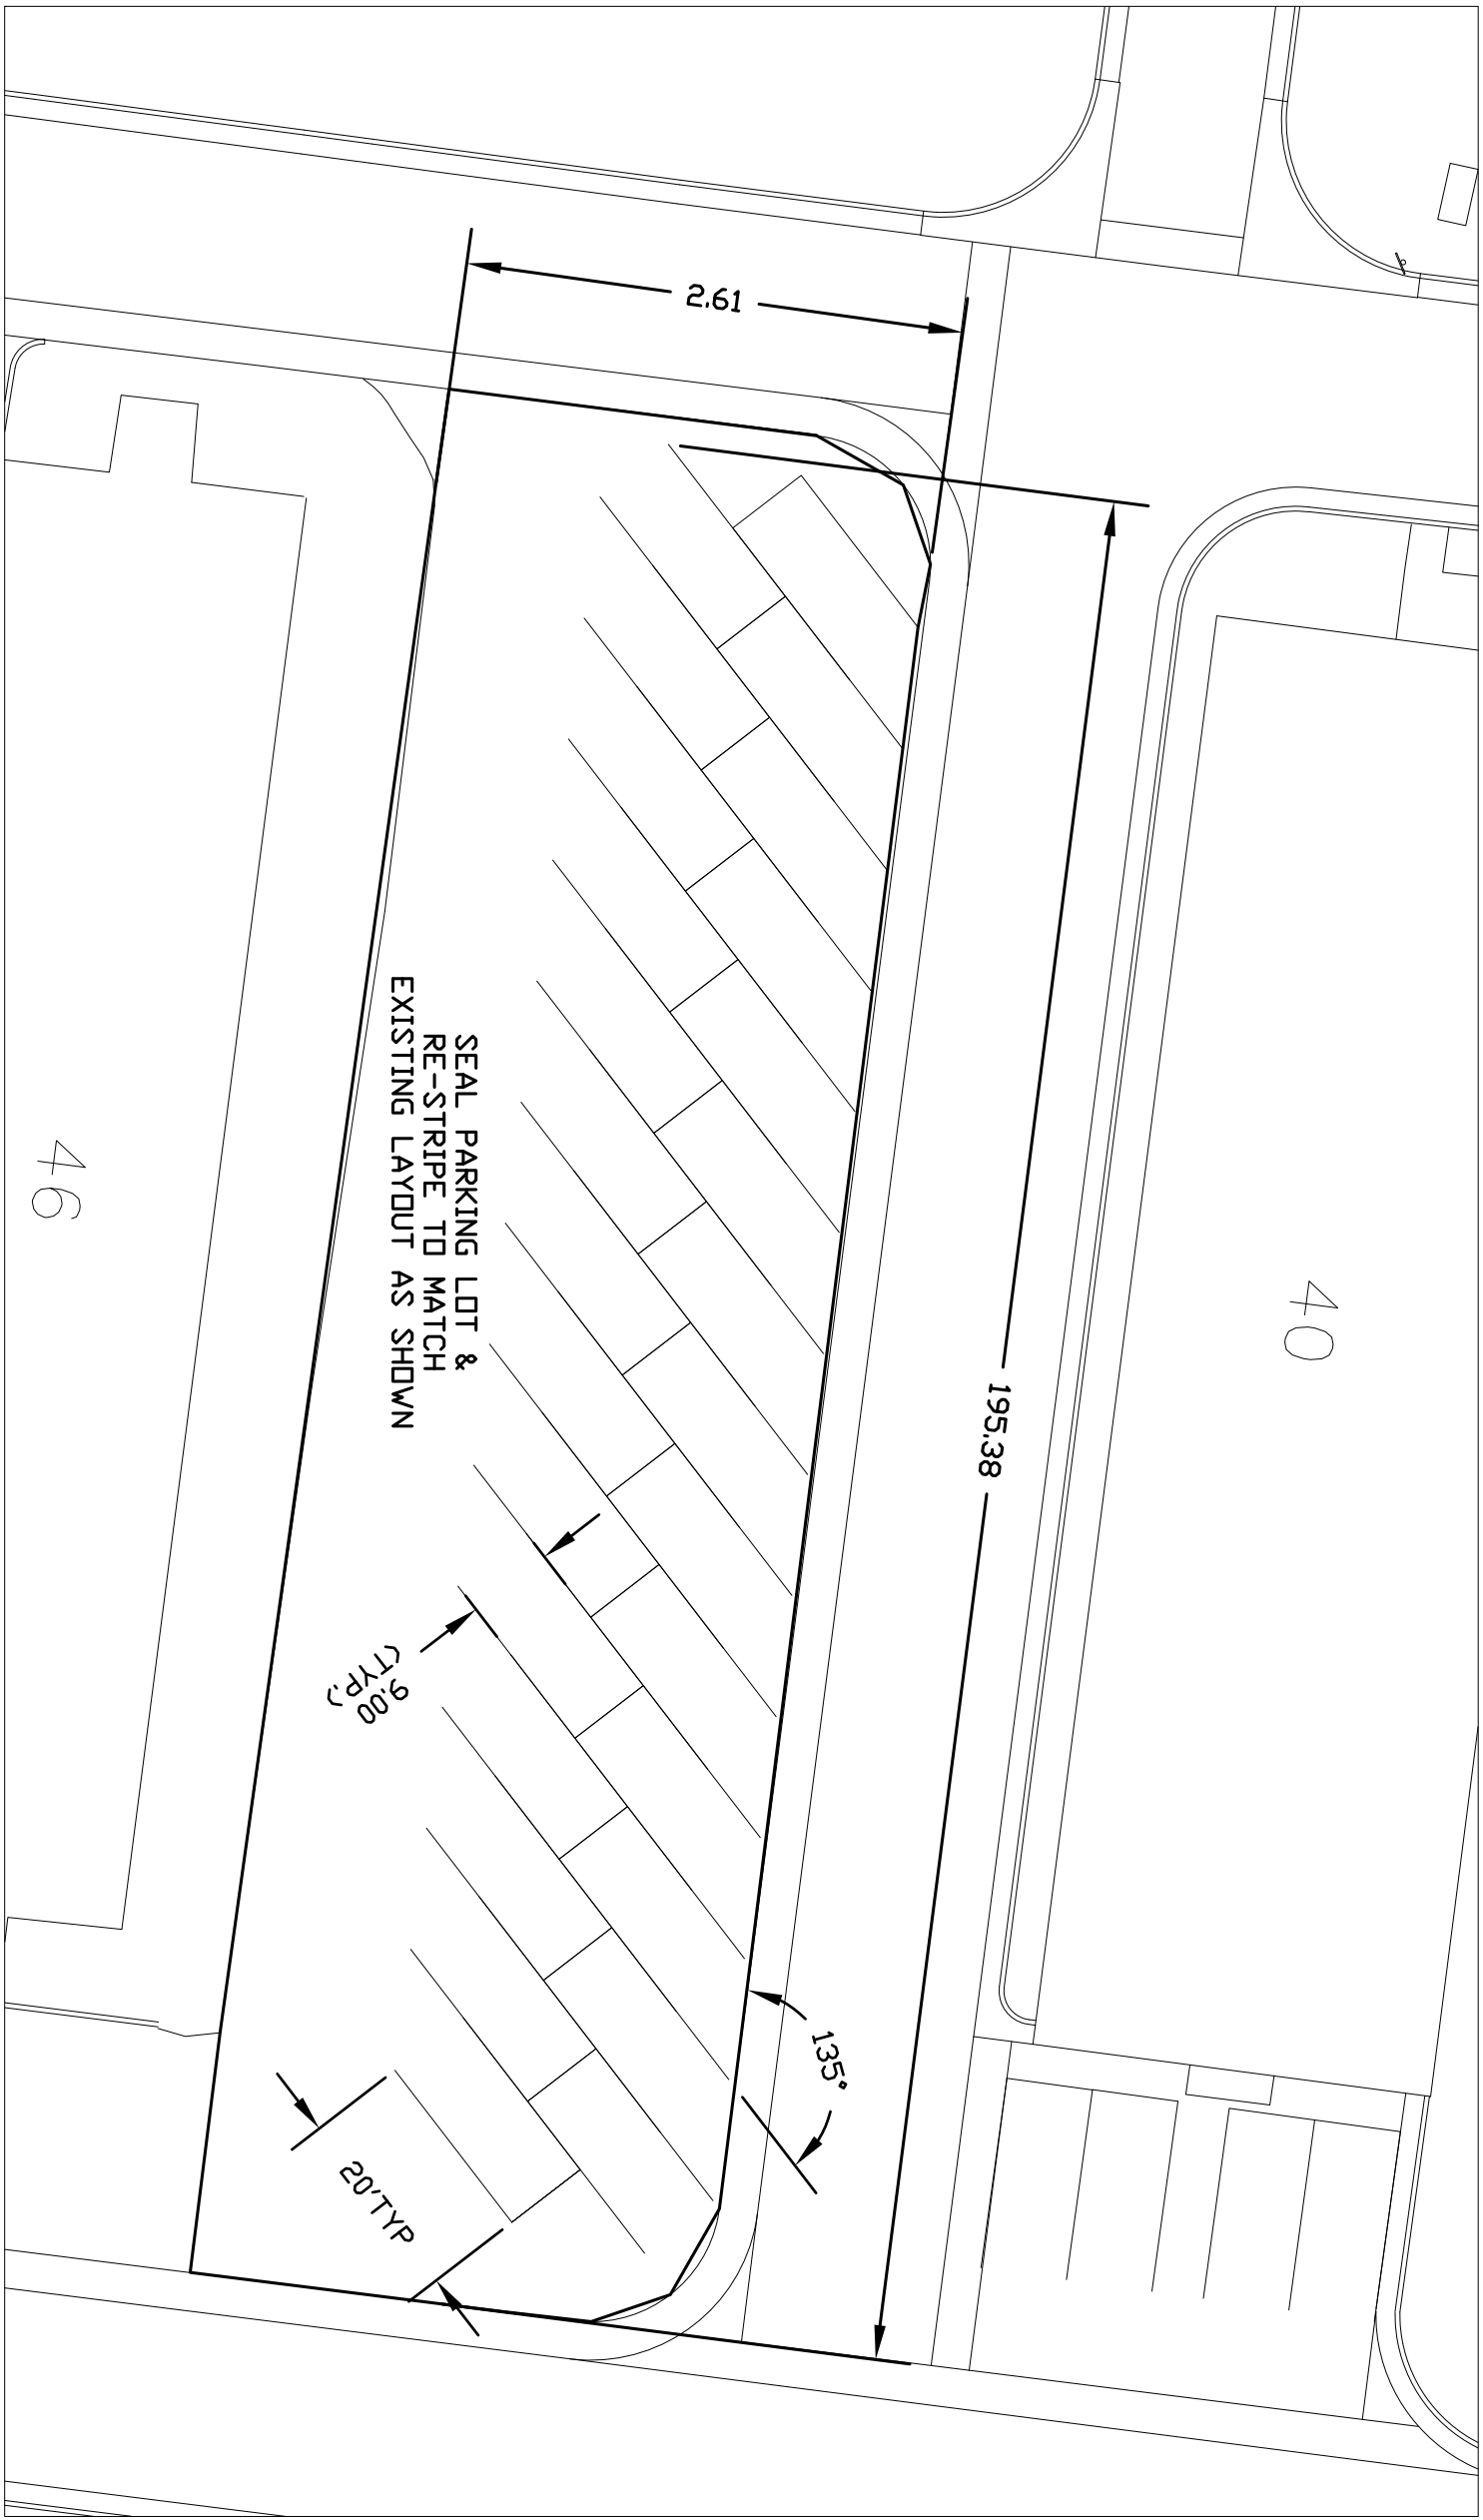 2.61
195.38
40
SEAL PARKING LOT &
RE-STRIPE TO MATCH
EXISTING LAYOUT AS SHOWN
46
9.00
(TYP.)
135°
20'TYP